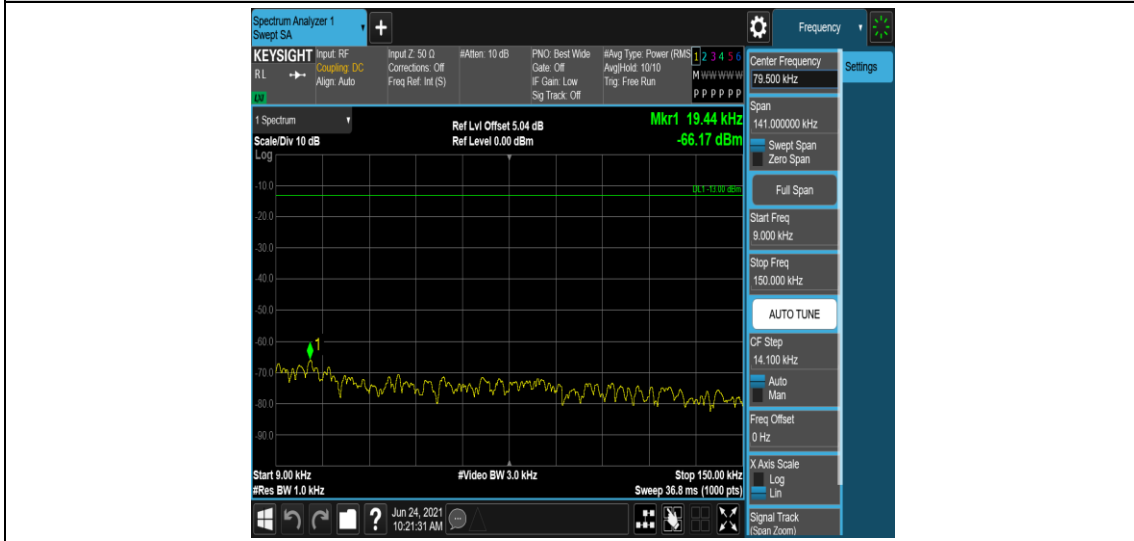 Spectrum Analyzer 1
Swept SA
Frequency
KEYSIGHT
RL
Input: RF
Coupling: DC
Align: Auto
Input Z: 50 Ω
Corrections: Off
Freq Ref: Int (S)
#Atten: 10 dB
PNO: Best Wide
Gate: Off
IF Gain: Low
Sig Track: Off
#Avg Type: Power (RMS
Avg|Hold: 10/10
Trig: Free Run
1 2 3 4 5 6
M W W W W W
P P P P P P
1 Spectrum
Scale/Div 10 dB
Ref Lvl Offset 5.04 dB
Ref Level 0.00 dBm
Mkr1 19.44 kHz
-66.17 dBm
Log
DL1 -13.00 dBm
-10.0
-20.0
-30.0
-40.0
-50.0
-60.0
-70.0
-80.0
-90.0
1
Start 9.00 kHz
#Res BW 1.0 kHz
#Video BW 3.0 kHz
Stop 150.00 kHz
Sweep 36.8 ms (1000 pts)
?
Jun 24, 2021
10:21:31 AM
Center Frequency
79.500 kHz
Settings
Span
141.000000 kHz
Swept Span
Zero Span
Full Span
Start Freq
9.000 kHz
Stop Freq
150.000 kHz
AUTO TUNE
CF Step
14.100 kHz
Auto
Man
Freq Offset
0 Hz
X Axis Scale
Log
Lin
Signal Track
(Span Zoom)